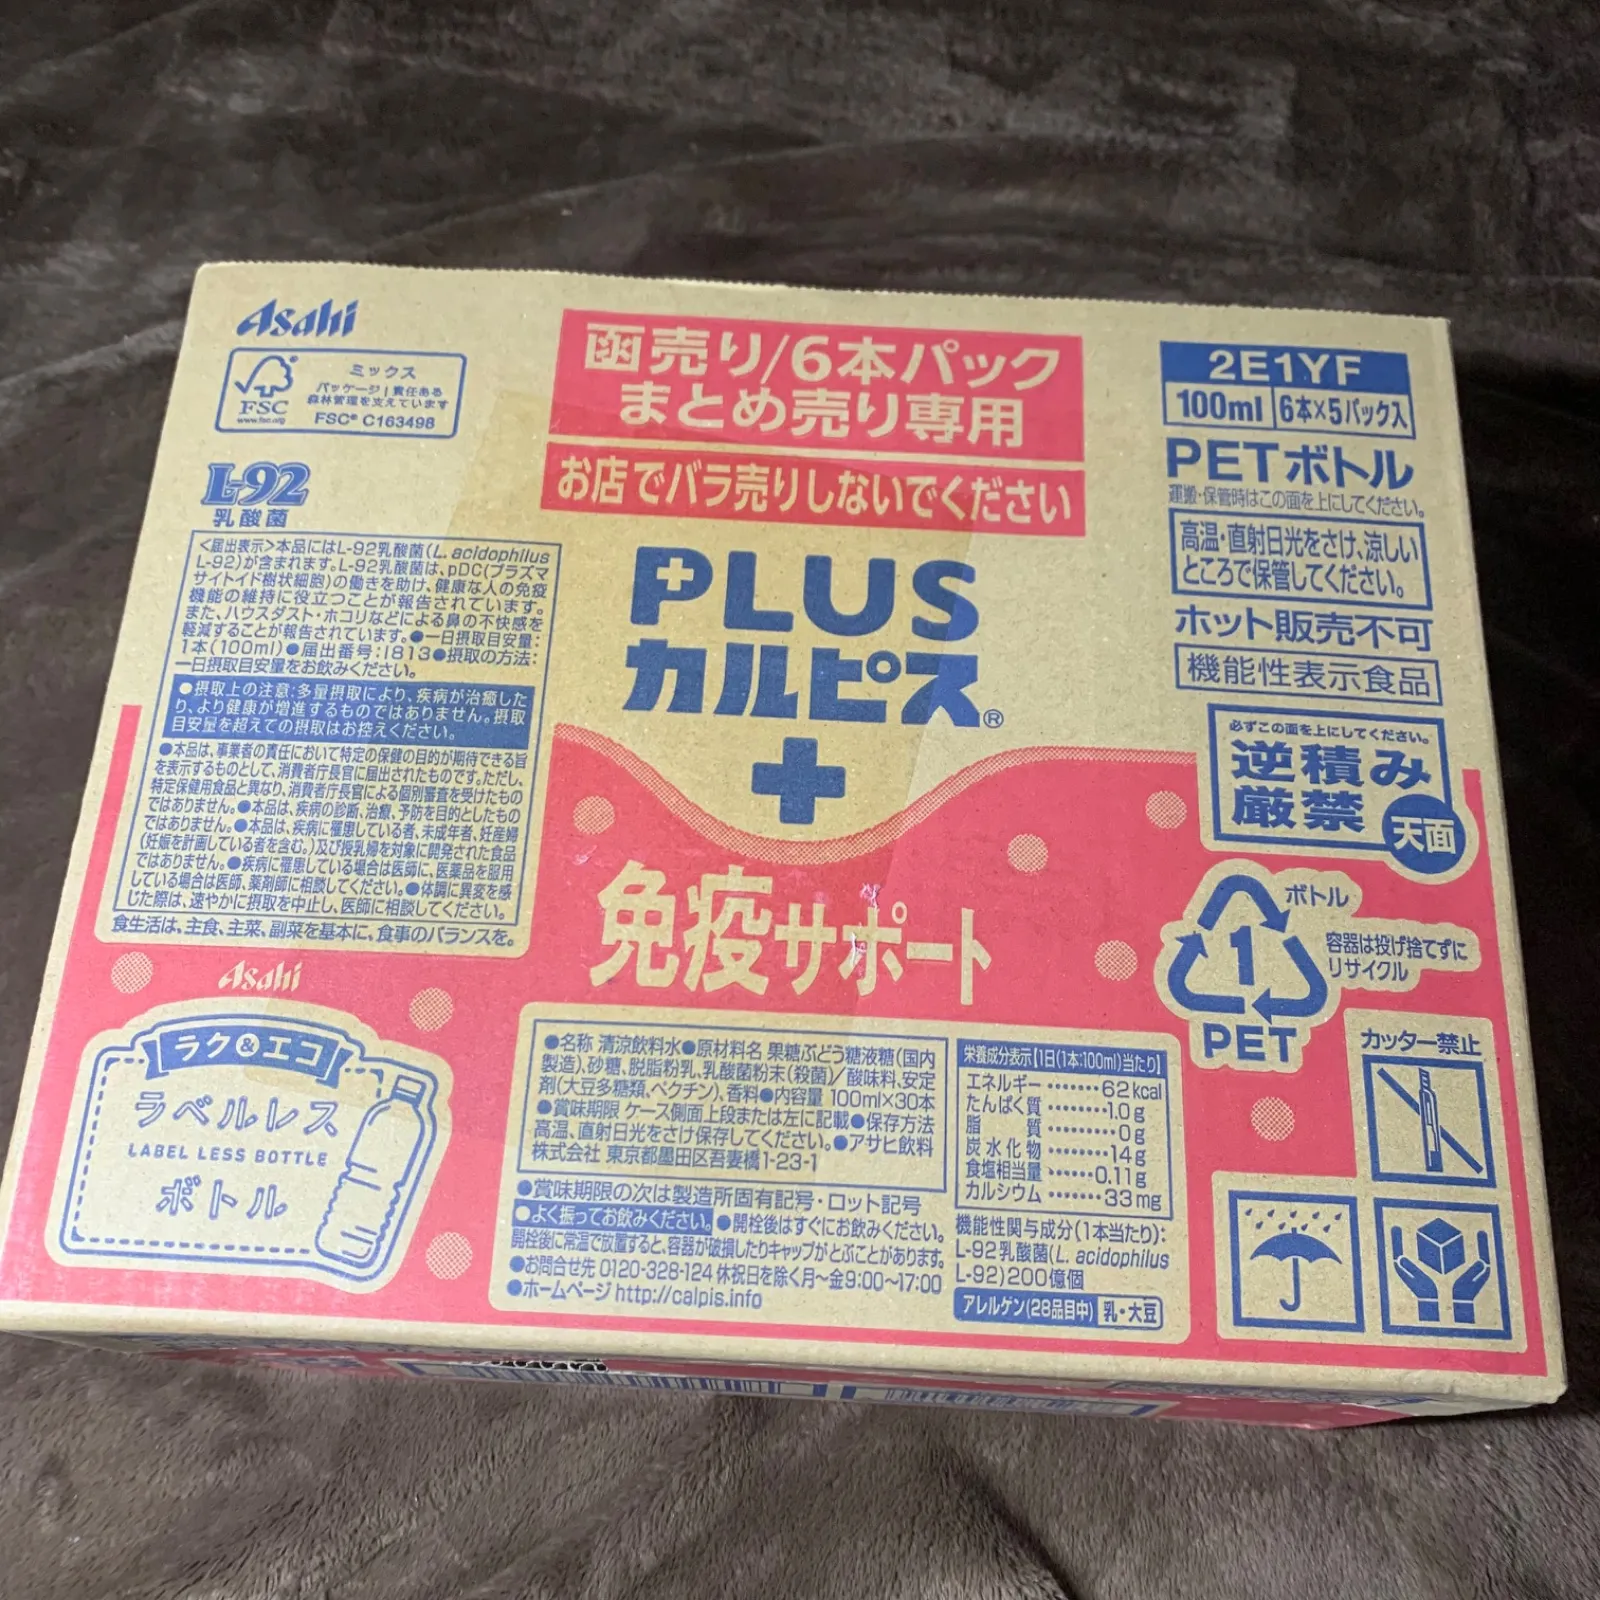 Asahi
FSC
www.fsc.org
ミックス
パッケージ|責任ある
森林管理を支えています
FSC® C163498
函売り/6本パック
まとめ売り専用
お店でバラ売りしないでください
2E1YF
100ml 6本×5パック入
PETボトル
運搬・保管時はこの面を上にしてください。
高温・直射日光をさけ、涼しい
ところで保管してください。
ホット販売不可
機能性表示食品
必ずこの面を上にしてください。
逆積み
厳禁
天面
L-92
乳酸菌
<届出表示>本品にはL-92乳酸菌(L. acidophilus
L-92)が含まれます。L-92乳酸菌は、pDC(プラズマ
サイトイド樹状細胞)の働きを助け、健康な人の免疫
機能の維持に役立つことが報告されています。
また、ハウスダスト・ホコリなどによる鼻の不快感を
軽減することが報告されています。●一日摂取目安量:
1本(100ml)●届出番号:I813●摂取の方法:
一日摂取目安量をお飲みください。
●摂取上の注意:多量摂取により、疾病が治癒した
り、より健康が増進するものではありません。摂取
目安量を超えての摂取はお控えください。
●本品は、事業者の責任において特定の保健の目的が期待できる旨
を表示するものとして、消費者庁長官に届出されたものです。ただし、
特定保健用食品と異なり、消費者庁長官による個別審査を受けたもの
ではありません。●本品は、疾病の診断、治療、予防を目的としたもの
ではありません。●本品は、疾病に罹患している者、未成年者、妊産婦
(妊娠を計画している者を含む。)及び授乳婦を対象に開発された食品
ではありません。●疾病に罹患している場合は医師に、医薬品を服用
している場合は医師、薬剤師に相談してください。●体調に異変を感
じた際は、速やかに摂取を中止し、医師に相談してください。
食生活は、主食、主菜、副菜を基本に、食事のバランスを。
PLUS
カルピス®
免疫サポート
1
PET
ボトル
容器は投げ捨てずに
リサイクル
カッター禁止
Asahi
ラク&エコ
ラベルレス
LABEL LESS BOTTLE
ボトル
●名称 清涼飲料水●原材料名 果糖ぶどう糖液糖(国内
製造)、砂糖、脱脂粉乳、乳酸菌粉末(殺菌)/酸味料、安定
剤(大豆多糖類、ペクチン)、香料●内容量 100ml×30本
●賞味期限 ケース側面上段または左に記載●保存方法
高温、直射日光をさけ保存してください。●アサヒ飲料
株式会社 東京都墨田区吾妻橋1-23-1
●賞味期限の次は製造所固有記号・ロット記号
●よく振ってお飲みください。●開栓後はすぐにお飲みください。
開栓後に常温で放置すると、容器が破損したりキャップがとぶことがあります。
●お問合せ先 0120-328-124 休祝日を除く月～金9:00～17:00
●ホームページ http://calpis.info
栄養成分表示【1日(1本:100ml)当たり】
エネルギー・・・・・・・62kcal
たんぱく質・・・・・・・1.0g
脂 質・・・・・・・0g
炭水化物・・・・・・・14g
食塩相当量・・・・・・0.11g
カルシウム・・・・・・・33mg
機能性関与成分(1本当たり):
L-92乳酸菌(L. acidophilus
L-92)200億個
アレルゲン(28品目中) 乳・大豆